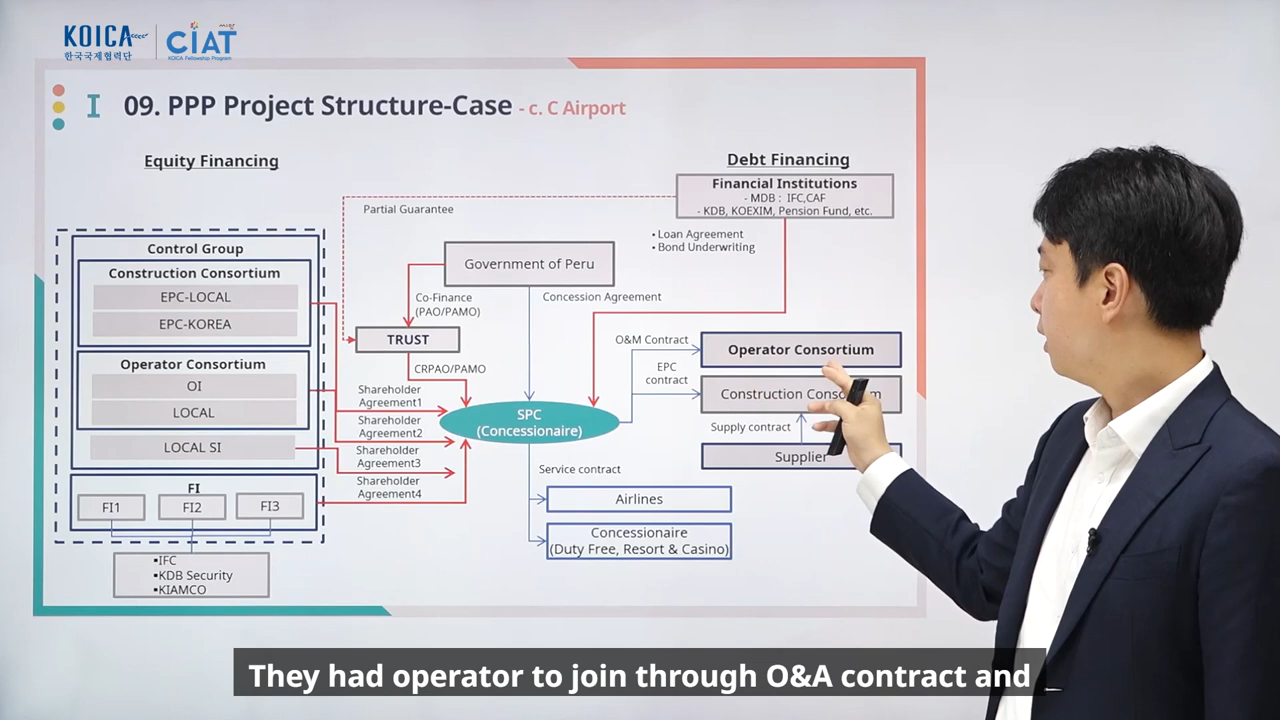 KOICA
한국국제협력단
CIAT
KOICA Fellowship Program
I 09. PPP Project Structure-Case - c. C Airport
Equity Financing
Debt Financing
Financial Institutions
- MDB : IFC,CAF
- KDB, KOEXIM, Pension Fund, etc.
Partial Guarantee
• Loan Agreement
• Bond Underwriting
Control Group
Construction Consortium
EPC-LOCAL
EPC-KOREA
Operator Consortium
OI
LOCAL
LOCAL SI
FI
FI1
FI2
FI3
▪IFC
▪KDB Security
▪KIAMCO
Government of Peru
Co-Finance
(PAO/PAMO)
Concession Agreement
TRUST
CRPAO/PAMO
Shareholder
Agreement1
Shareholder
Agreement2
Shareholder
Agreement3
Shareholder
Agreement4
SPC
(Concessionaire)
O&M Contract
EPC
contract
Operator Consortium
Construction Cons m
Supply contract
Supplier
Service contract
Airlines
Concessionaire
(Duty Free, Resort & Casino)
They had operator to join through O&A contract and